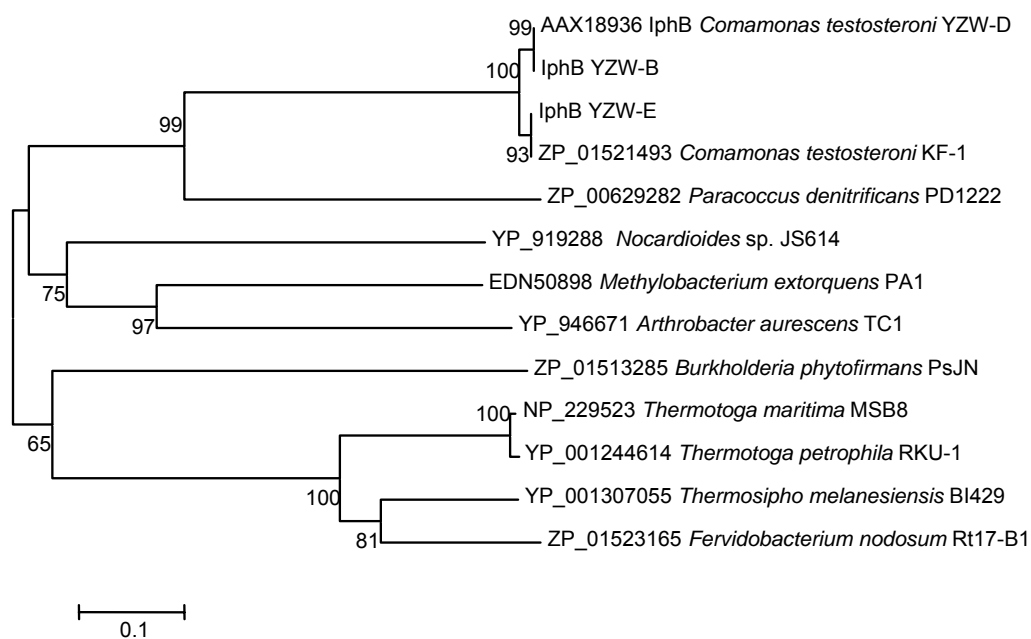 99 AAX18936 IphB Comamonas testosteroni YZW-D
100 IphB YZW-B
IphB YZW-E
99
93 ZP_01521493 Comamonas testosteroni KF-1
ZP_00629282 Paracoccus denitrificans PD1222
YP_919288 Nocardioides sp. JS614
75 EDN50898 Methylobacterium extorquens PA1
97 YP_946671 Arthrobacter aurescens TC1
ZP_01513285 Burkholderia phytofirmans PsJN
100 NP_229523 Thermotoga maritima MSB8
65
YP_001244614 Thermotoga petrophila RKU-1
100 YP_001307055 Thermosipho melanesiensis BI429
81 ZP_01523165 Fervidobacterium nodosum Rt17-B1
0.1